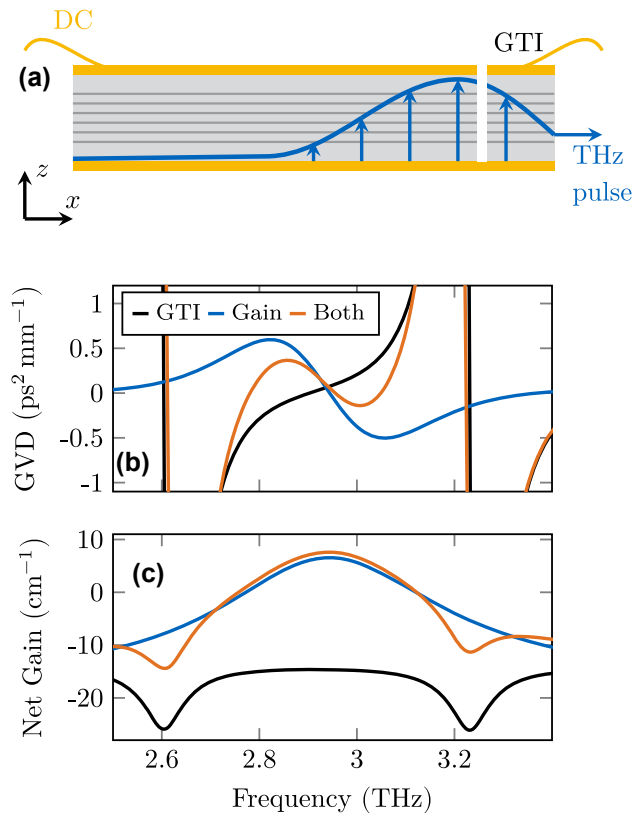 DC
GTI
(a)
THz
pulse
z
x
GTI Gain Both
GVD (ps² mm⁻¹)
1
0.5
0
-0.5
-1
(b)
Net Gain (cm⁻¹)
10
0
-10
-20
(c)
2.6 2.8 3 3.2
Frequency (THz)